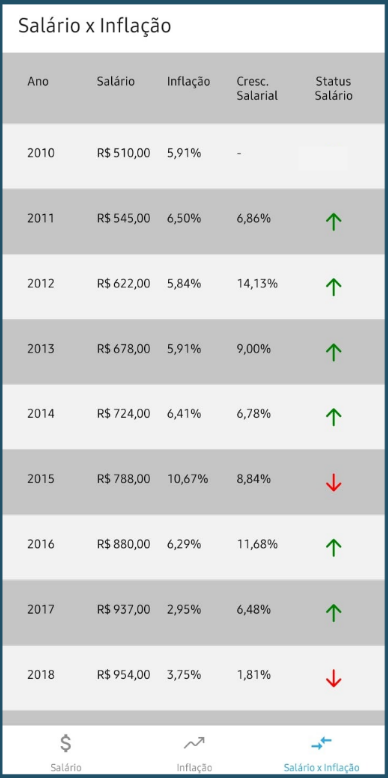 Salário x Inflação
Ano Salário Inflação Cresc. Salarial Status Salário
2010 R$ 510,00 5,91% -
2011 R$ 545,00 6,50% 6,86%
2012 R$ 622,00 5,84% 14,13%
2013 R$ 678,00 5,91% 9,00%
2014 R$ 724,00 6,41% 6,78%
2015 R$ 788,00 10,67% 8,84%
2016 R$ 880,00 6,29% 11,68%
2017 R$ 937,00 2,95% 6,48%
2018 R$ 954,00 3,75% 1,81%
Salário Inflação Salário x Inflação